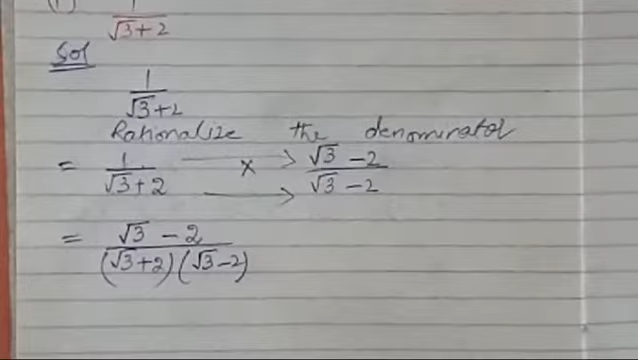 (i) 1/(√3+2)
Sol
1/(√3+2)
Rationalize the denominator
= 1/(√3+2) × (√3-2)/(√3-2)
= (√3-2)/((√3+2)(√3-2))